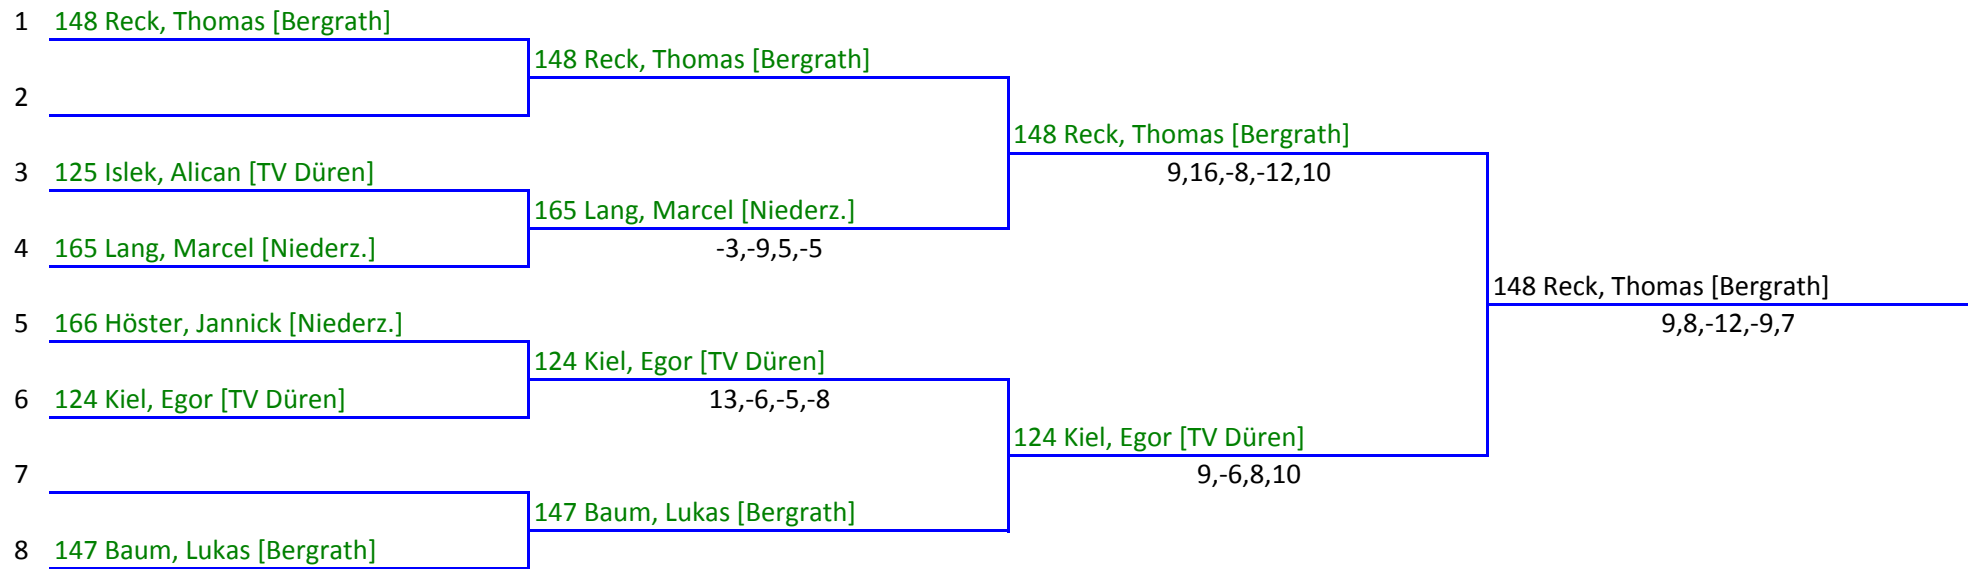 1 148 Reck, Thomas [Bergrath]
148 Reck, Thomas [Bergrath]
2
148 Reck, Thomas [Bergrath]
3 125 Islek, Alican [TV Düren]
9,16,-8,-12,10
165 Lang, Marcel [Niederz.]
4 165 Lang, Marcel [Niederz.]
-3,-9,5,-5
148 Reck, Thomas [Bergrath]
5 166 Höster, Jannick [Niederz.]
9,8,-12,-9,7
124 Kiel, Egor [TV Düren]
6 124 Kiel, Egor [TV Düren]
13,-6,-5,-8
124 Kiel, Egor [TV Düren]
7
9,-6,8,10
147 Baum, Lukas [Bergrath]
8 147 Baum, Lukas [Bergrath]